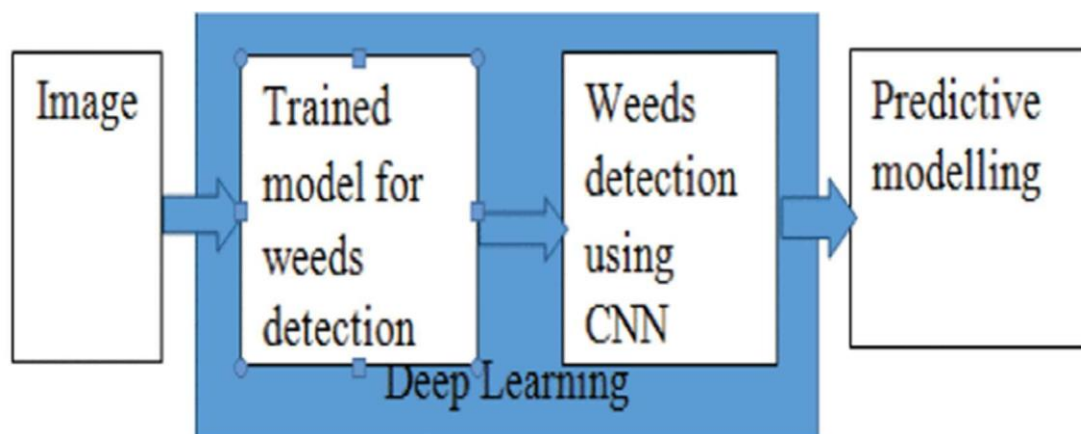 Image
Trained
model for
weeds
detection
Weeds
detection
using
CNN
Predictive
modelling
Deep Learning